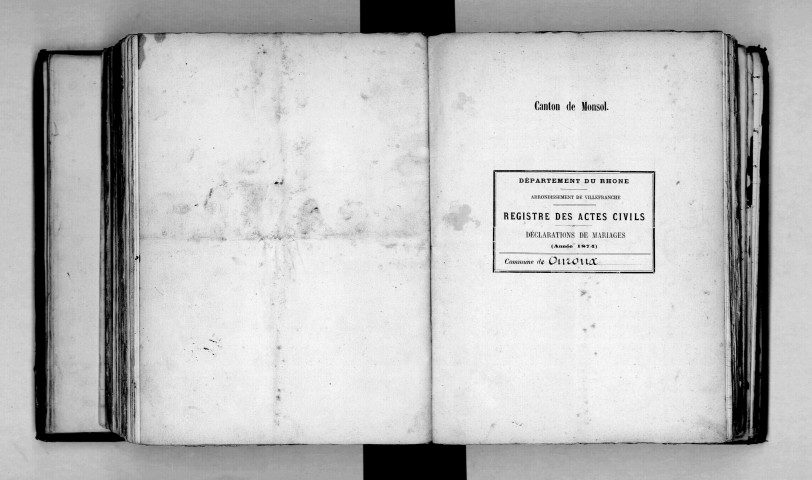 Canton de Monsol.
DÉPARTEMENT DU RHONE
ARRONDISSEMENT DE VILLEFRANCHE
REGISTRE DES ACTES CIVILS
DÉCLARATIONS DE MARIAGES
(Année 1874)
Commune de Ouroux